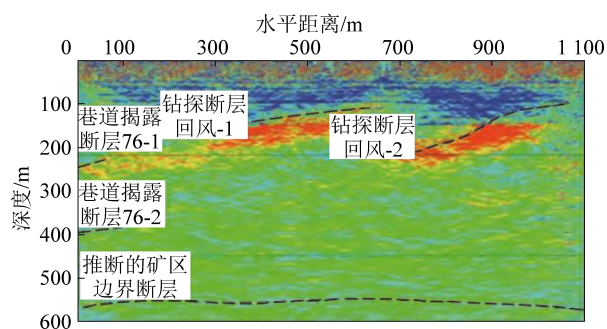 水平距离/m
0 100 300 500 700 900 1 100
100
200
300
400
500
600
深度/m
巷道揭露
断层76-1
钻探断层
回风-1
钻探断层
回风-2
巷道揭露
断层76-2
推断的矿区
边界断层